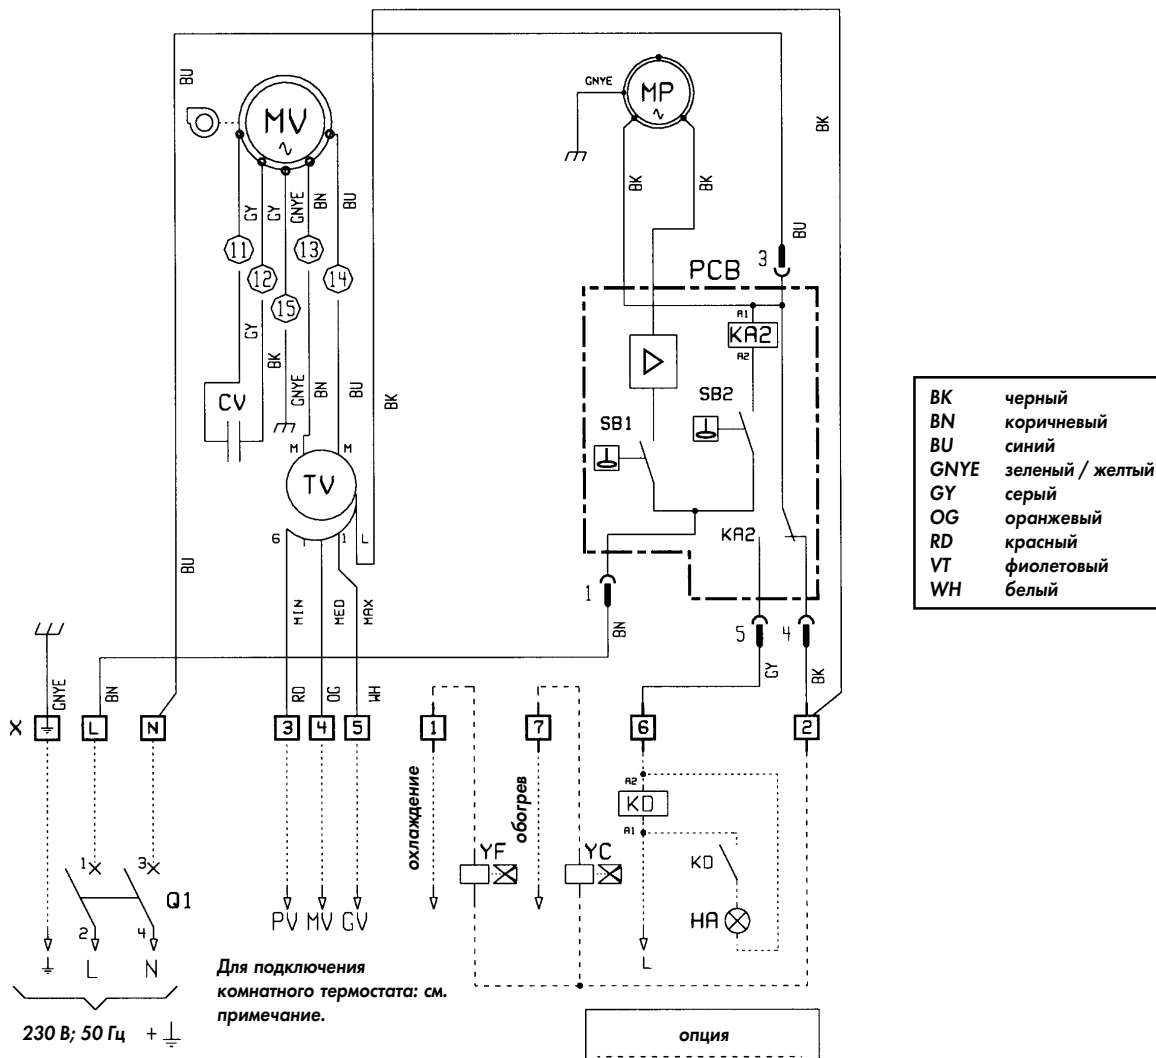 BU
MV
GNYE
MP
BK
GY
GY
GNYE
BN
BU
BK
BK
BU
11
12
13
14
15
3
PCB
A1
KA2
A2
GY
BK
GNYE
BN
BU
BK
CV
SB1
SB2
M
M
TV
6
1
L
KA2
BU
MIN
MED
MAX
1
BN
5
4
GY
BK
GNYE
BN
RD
OG
WH
X
L
N
3
4
5
1
7
6
2
охлаждение
обогрев
A2
KD
A1
YF
YC
KD
HA
1
3
Q1
2
4
PV
MV
GV
L
N
L
230 В; 50 Гц +
Для подключения
комнатного термостата: см.
примечание.
опция
BK черный
BN коричневый
BU синий
GNYE зеленый / желтый
GY серый
OG оранжевый
RD красный
VT фиолетовый
WH белый